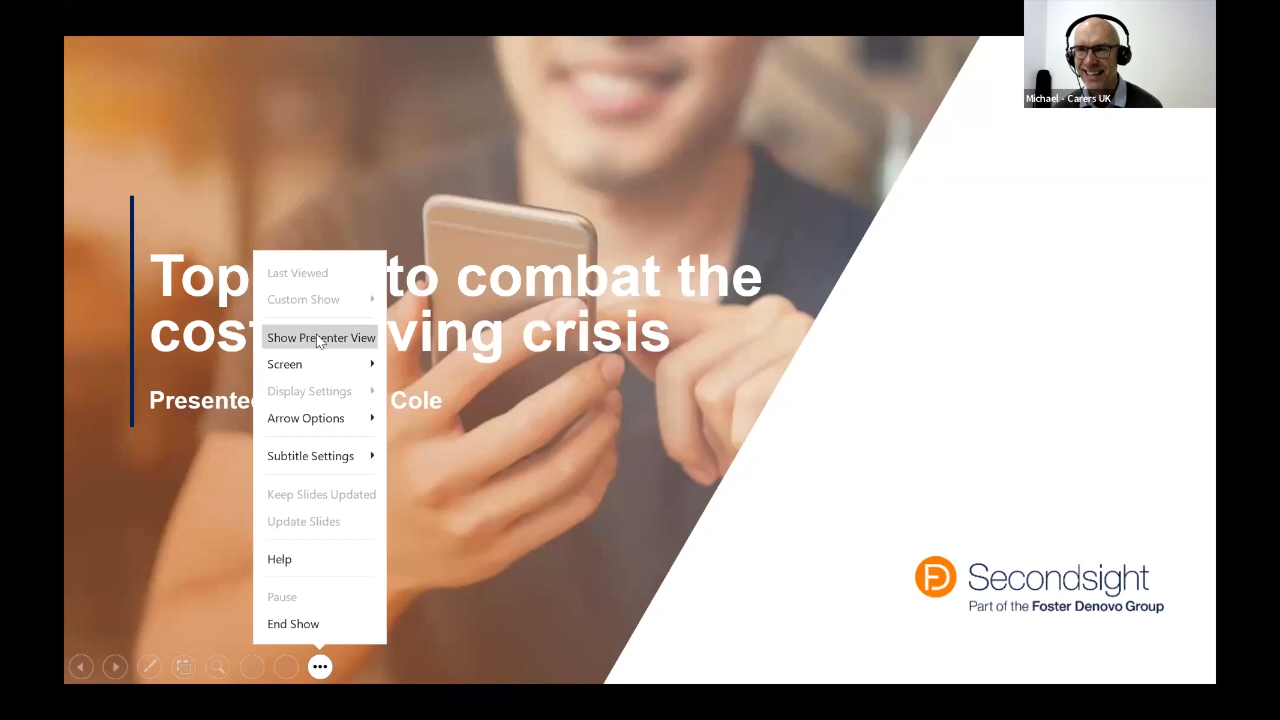 Michael - Carers UK
Top to combat the
cos ving crisis
Presente Cole
Last Viewed
Custom Show
Show Presenter View
Screen
Display Settings
Arrow Options
Subtitle Settings
Keep Slides Updated
Update Slides
Help
Pause
End Show
Secondsight
Part of the Foster Denovo Group